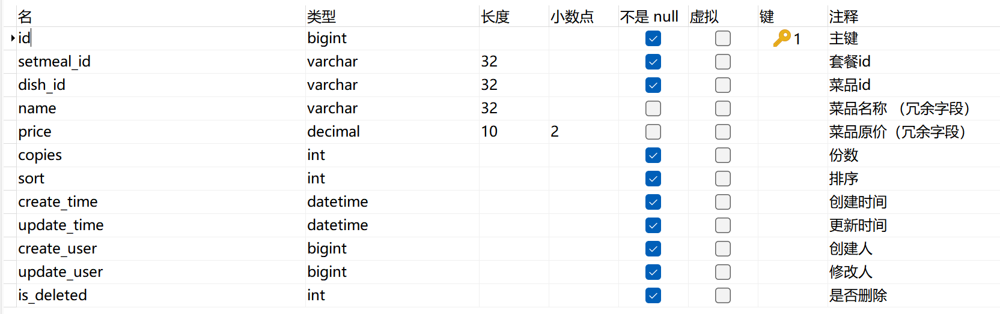 名 类型 长度 小数点 不是 null 虚拟 键 注释
id bigint 1 主键
setmeal_id varchar 32 套餐id
dish_id varchar 32 菜品id
name varchar 32 菜品名称 （冗余字段）
price decimal 10 2 菜品原价（冗余字段）
copies int 份数
sort int 排序
create_time datetime 创建时间
update_time datetime 更新时间
create_user bigint 创建人
update_user bigint 修改人
is_deleted int 是否删除